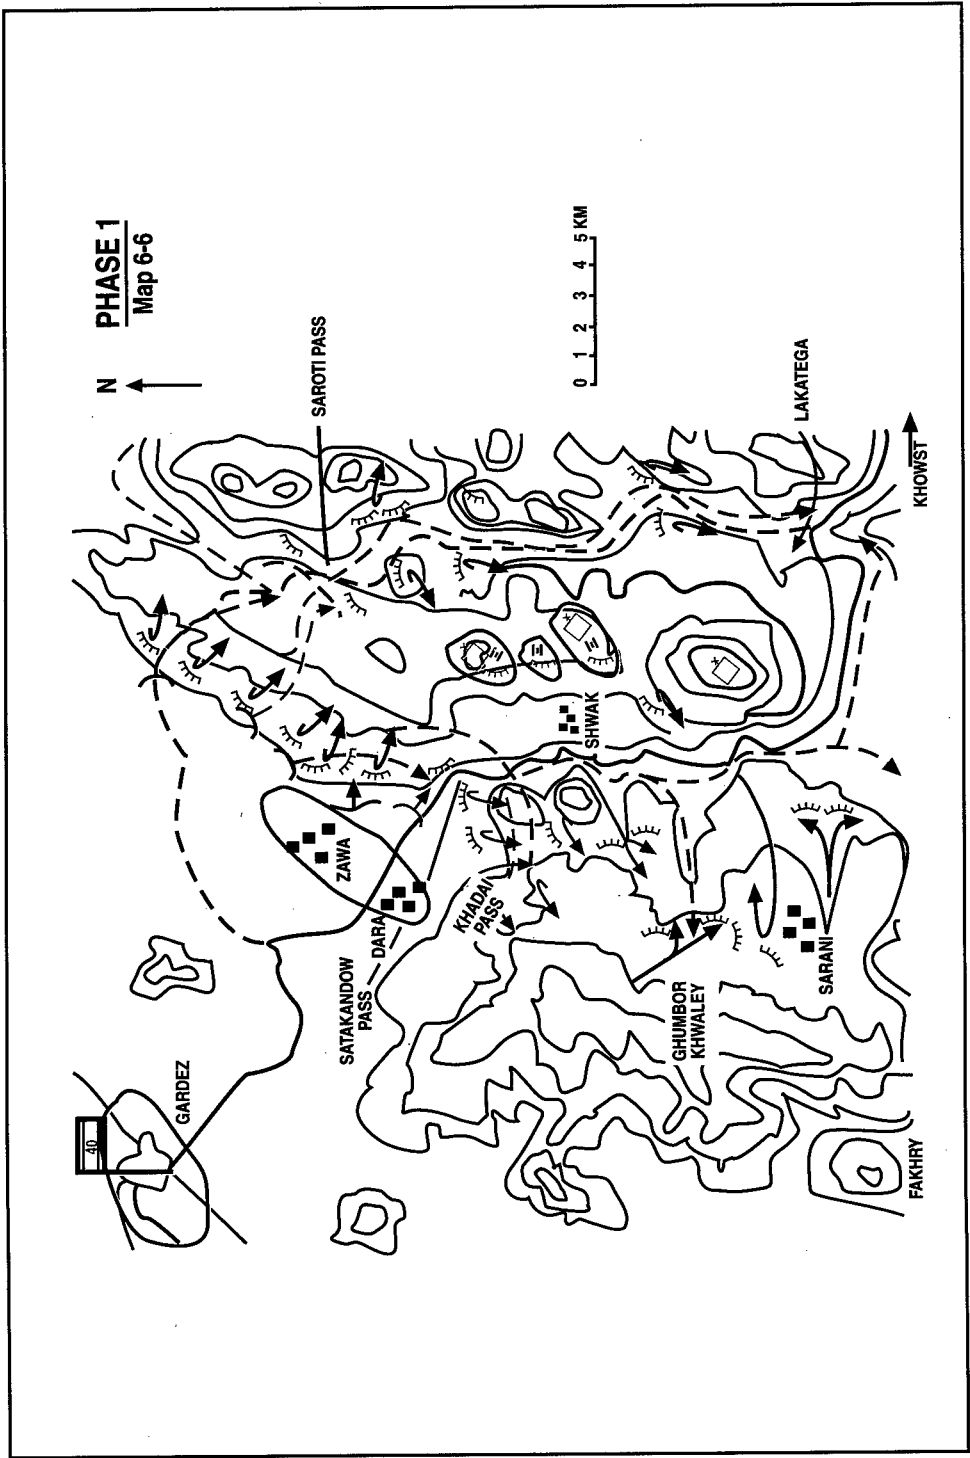 PHASE 1
Map 6-6
N
SAROTI PASS
0 1 2 3 4 5 KM
LAKATEGA
KHOWST
SHWAK
ZAWA
DARA
KHADAI
PASS
SATAKANDOW
PASS
SARANI
GHUMBOR
KHWALEY
GARDEZ
40
FAKHRY